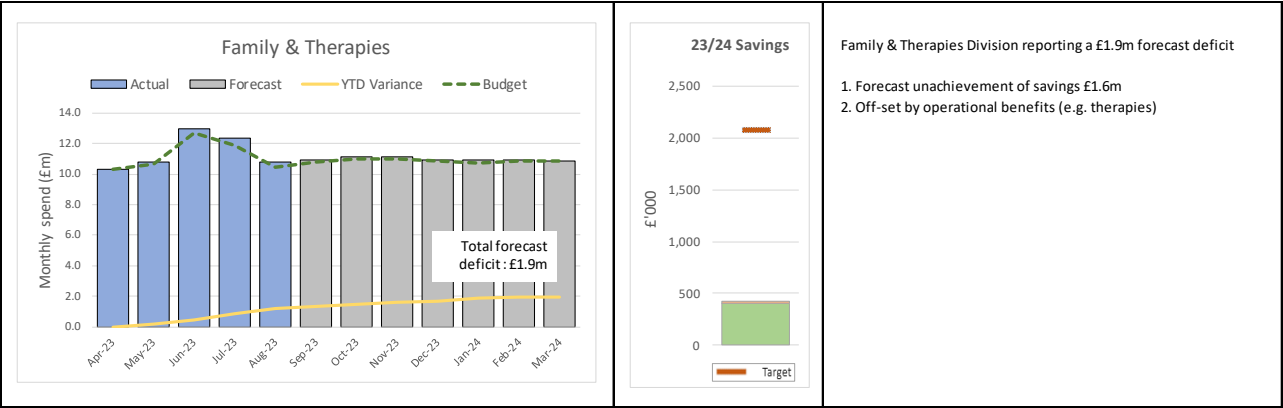 Family & Therapies
Actual
Forecast
YTD Variance
Budget
Monthly spend (£m)
14.0
12.0
10.0
8.0
6.0
4.0
2.0
0.0
Total forecast
deficit : £1.9m
Apr-23
May-23
Jun-23
Jul-23
Aug-23
Sep-23
Oct-23
Nov-23
Dec-23
Jan-24
Feb-24
Mar-24
23/24 Savings
£'000
2,500
2,000
1,500
1,000
500
0
Target
Family & Therapies Division reporting a £1.9m forecast deficit
1. Forecast unachievement of savings £1.6m
2. Off-set by operational benefits (e.g. therapies)